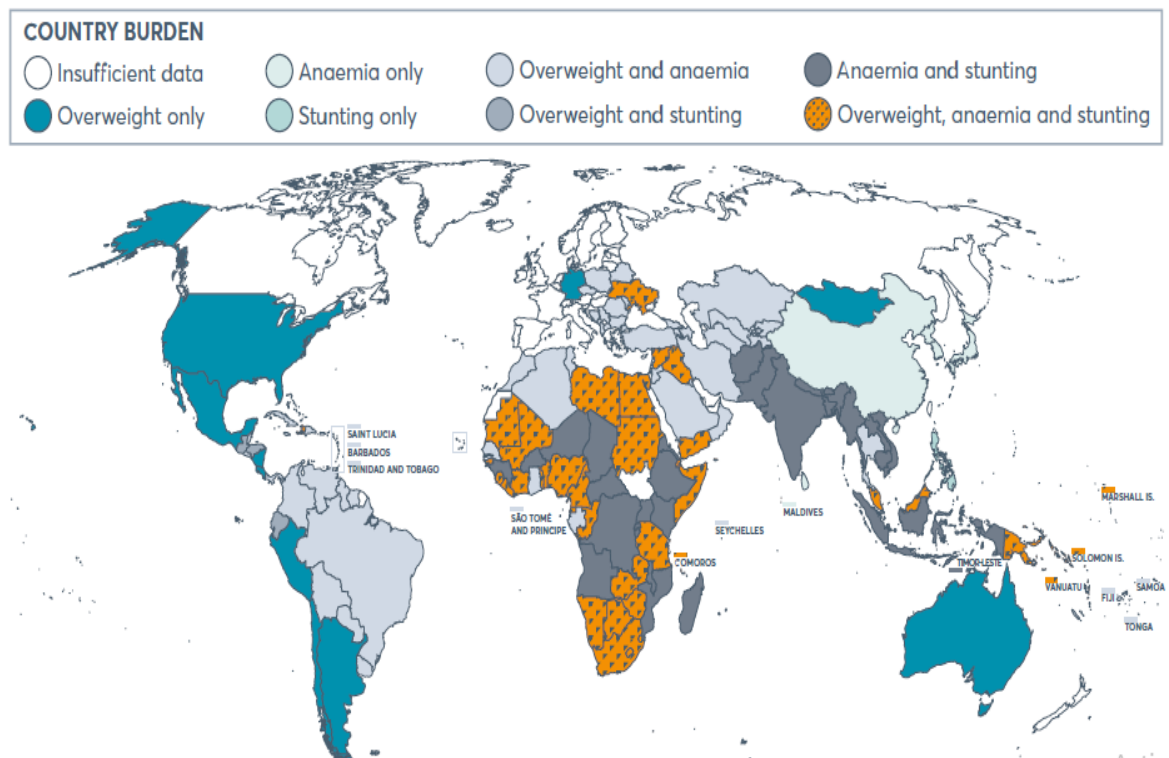 COUNTRY BURDEN
Insufficient data
Anaemia only
Overweight and anaemia
Anaemia and stunting
Overweight only
Stunting only
Overweight and stunting
Overweight, anaemia and stunting
SAINT LUCIA
BARBADOS
TRINIDAD AND TOBAGO
SÃO TOMÉ
AND PRINCIPE
SEYCHELLES
MALDIVES
COMOROS
MARSHALL IS.
SOLOMON IS.
TIMOR-LESTE
VANUATU
FIJI
SAMOA
TONGA